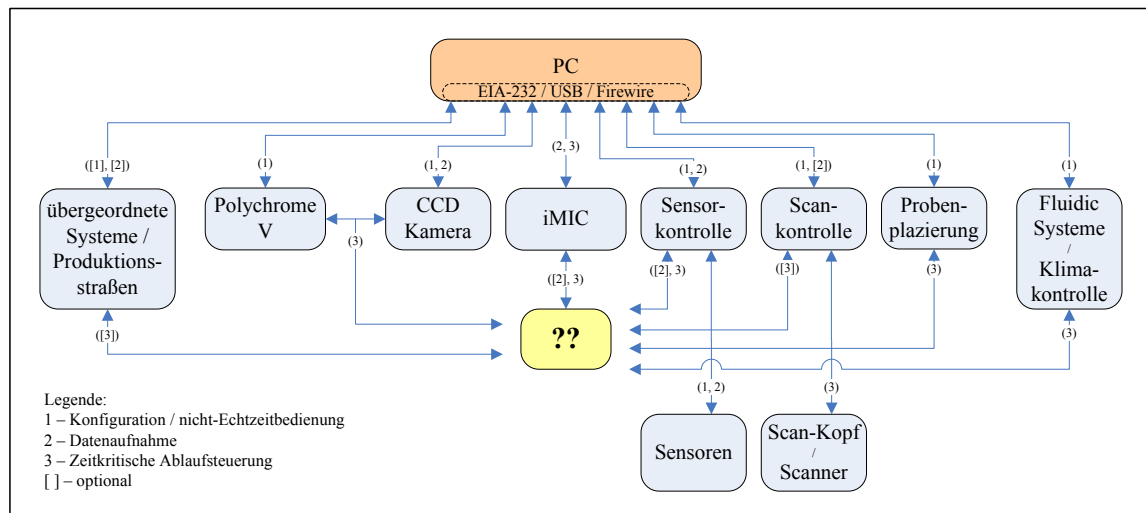 PC
EIA-232 / USB / Firewire
([1], [2])
(1)
(1, 2)
(2, 3)
(1, 2)
(1, [2])
(1)
(1)
übergeordnete
Systeme /
Produktions-
straßen
Polychrome
V
CCD
Kamera
iMIC
Sensor-
kontrolle
Scan-
kontrolle
Proben-
plazierung
Fluidic
Systeme
/
Klima-
kontrolle
(3)
([2], 3)
([2], 3)
([3])
(3)
([3])
??
(3)
(1, 2)
(3)
Sensoren
Scan-Kopf
/
Scanner
Legende:
1 – Konfiguration / nicht-Echtzeitbedienung
2 – Datenaufnahme
3 – Zeitkritische Ablaufsteuerung
[ ] – optional